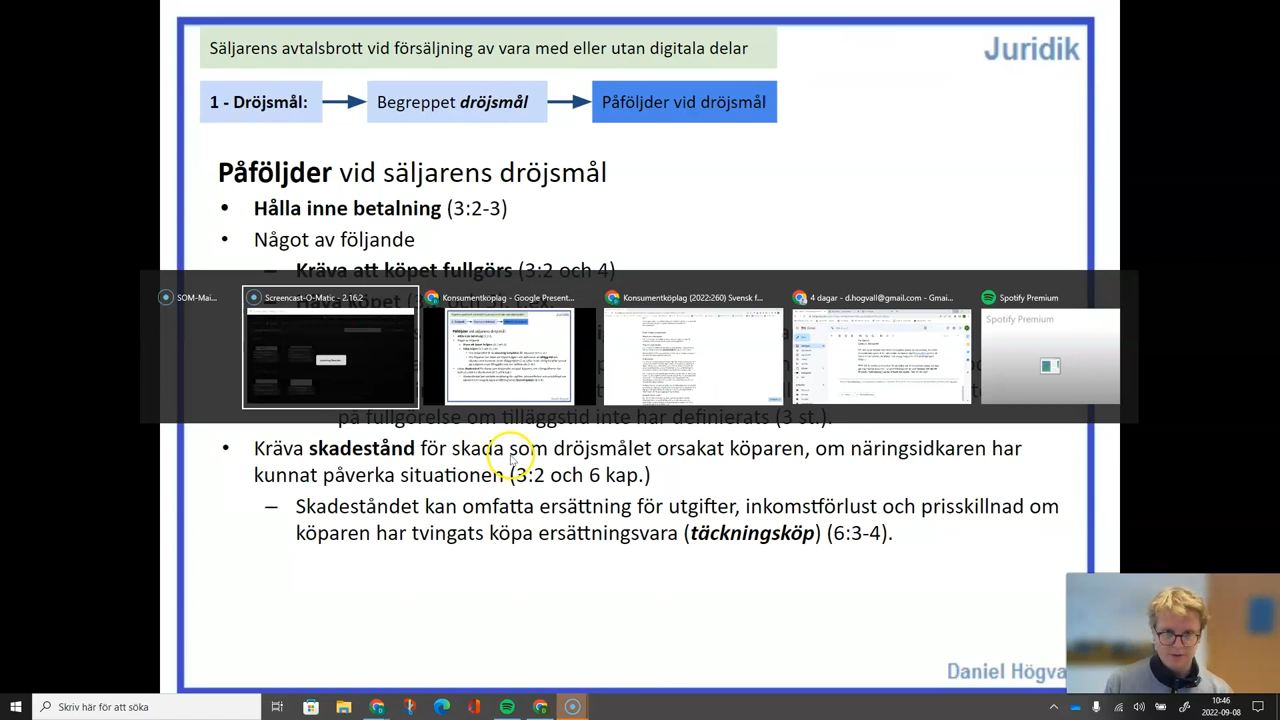 Säljarens avtalsbrott vid försäljning av vara med eller utan digitala delar
Juridik
1 - Dröjsmål:
Begreppet dröjsmål
Påföljder vid dröjsmål
Påföljder vid säljarens dröjsmål
• Hålla inne betalning (3:2-3)
• Något av följande
– Kräva att köpet fullgörs (3:2 och 4)
SOM-Mai...
Screencast-O-Matic - 2.16.2
Konsumentköplag - Google Present...
Konsumentköplag (2022:260) Svensk f...
4 dagar - d.hogvall@gmail.com - Gmai...
Spotify Premium
Spotify Premium
på fullgörelse om tilläggstid inte har definierats (3 st.).
• Kräva skadestånd för skada som dröjsmålet orsakat köparen, om näringsidkaren har
kunnat påverka situationen (3:2 och 6 kap.)
– Skadeståndet kan omfatta ersättning för utgifter, inkomstförlust och prisskillnad om
köparen har tvingats köpa ersättningsvara (täckningsköp) (6:3-4).
Daniel Högva
Skriv här för att söka
10:46
2022-09-08